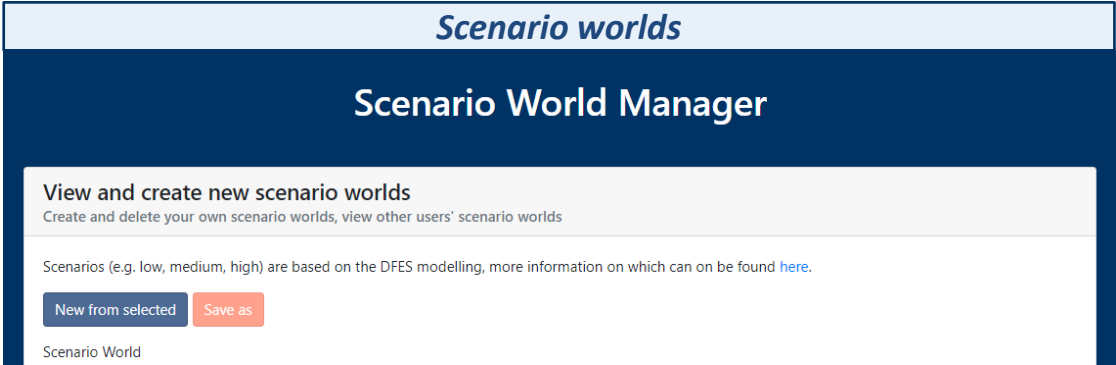 Scenario worlds
Scenario World Manager
View and create new scenario worlds
Create and delete your own scenario worlds, view other users' scenario worlds
Scenarios (e.g. low, medium, high) are based on the DFES modelling, more information on which can on be found here.
New from selected Save as
Scenario World